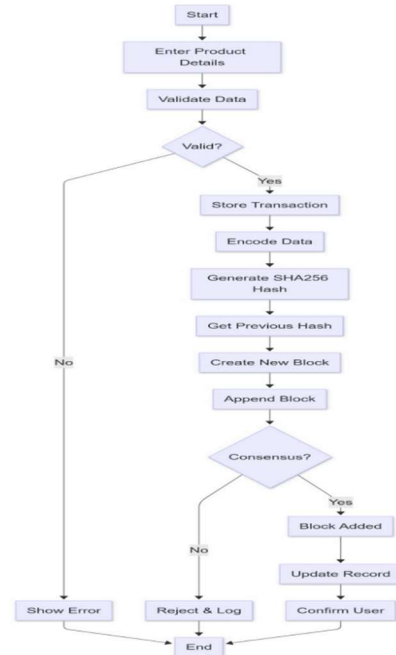 Start
Enter Product
Details
Validate Data
Valid?
Yes
Store Transaction
Encode Data
Generate SHA256
Hash
Get Previous Hash
No
Create New Block
Append Block
Consensus?
Yes
Block Added
No
Update Record
Show Error
Reject & Log
Confirm User
End